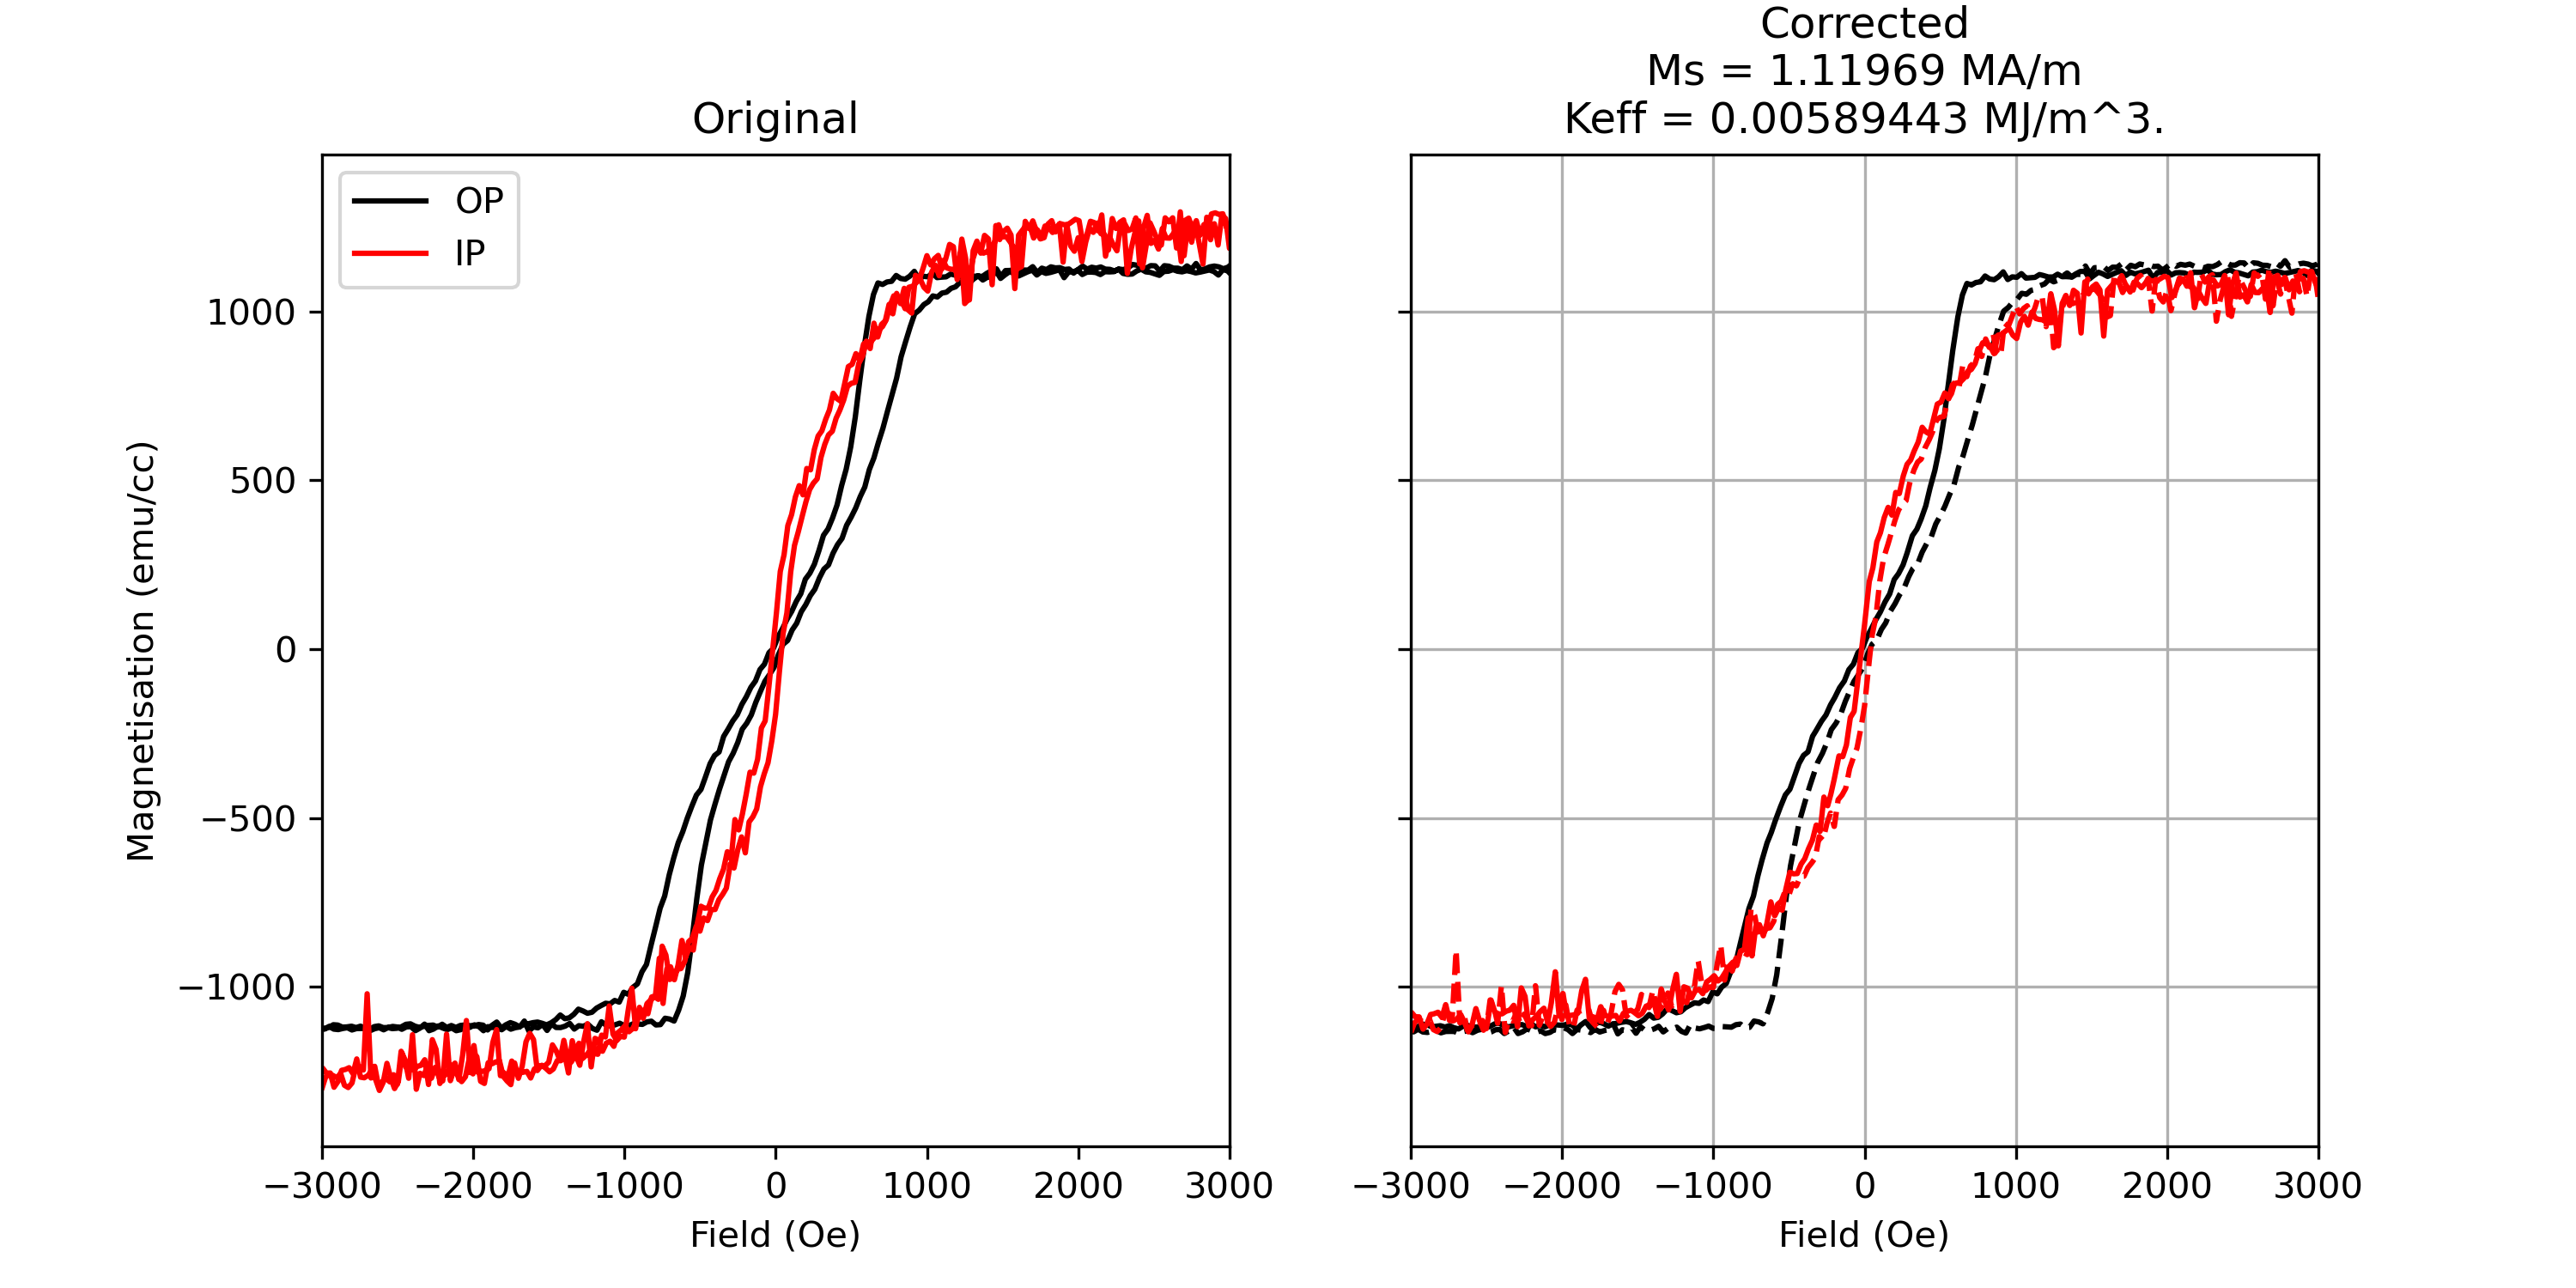 Original
OP
IP
1000
500
0
−500
−1000
Magnetisation (emu/cc)
−3000 −2000 −1000 0 1000 2000 3000
Field (Oe)
Corrected
Ms = 1.11969 MA/m
Keff = 0.00589443 MJ/m^3.
−3000 −2000 −1000 0 1000 2000 3000
Field (Oe)